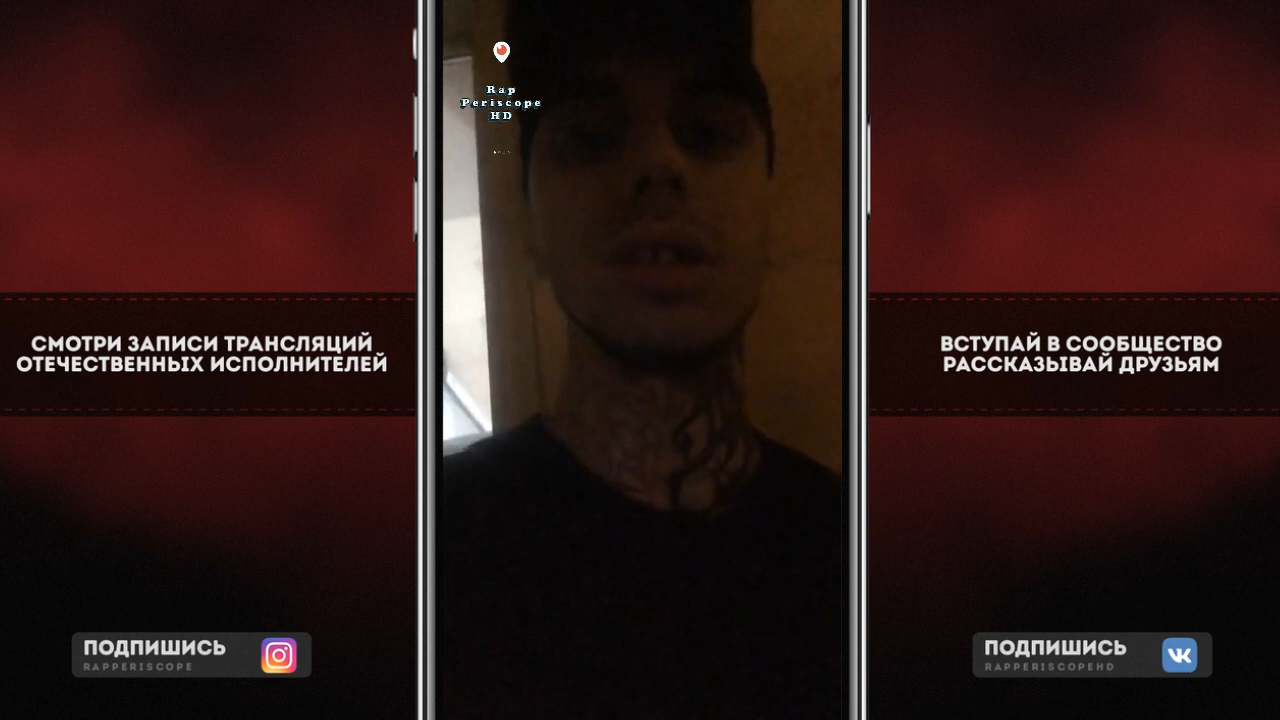 Rap
Periscope
HD
СМОТРИ ЗАПИСИ ТРАНСЛЯЦИЙ
ОТЕЧЕСТВЕННЫХ ИСПОЛНИТЕЛЕЙ
ВСТУПАЙ В СООБЩЕСТВО
РАССКАЗЫВАЙ ДРУЗЬЯМ
ПОДПИШИСЬ
RAPPERISCOPE
ПОДПИШИСЬ
RAPPERISCOPEHD